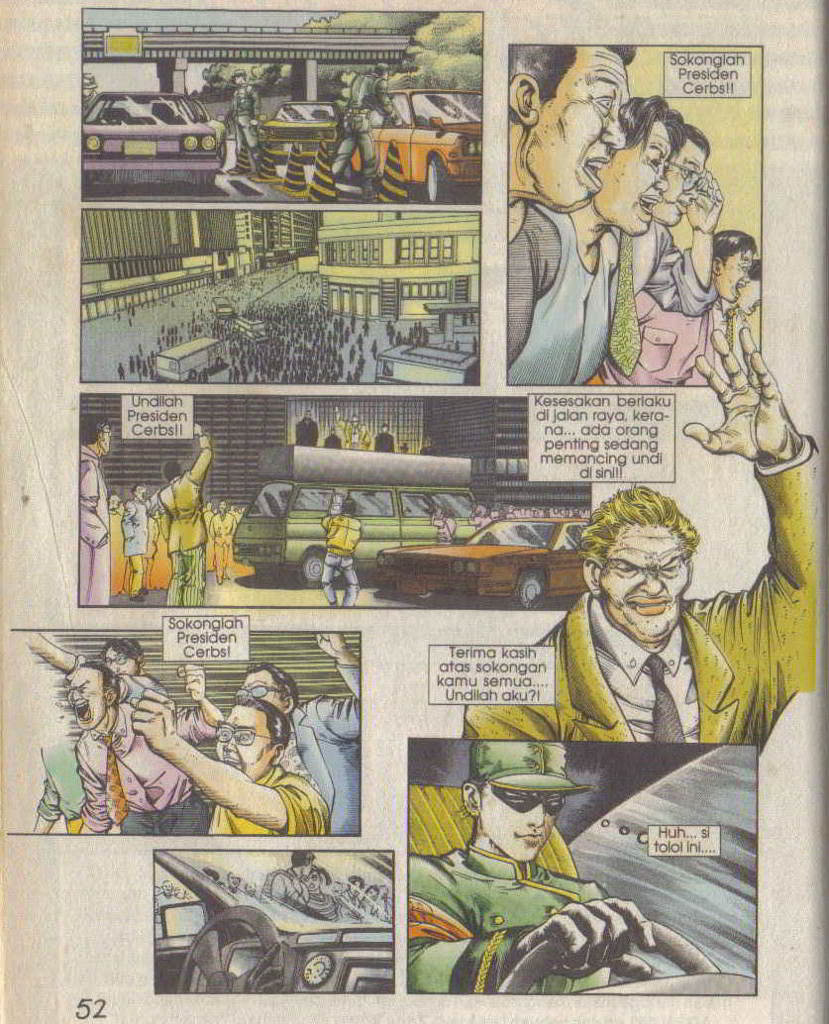 Sokonglah
Presiden
Cerbs!!
Undilah
Presiden
Cerbs!!
Kesesakan berlaku
di jalan raya, kera-
na... ada orang
penting sedang
memancing undi
di sini!!
Sokonglah
Presiden
Cerbs!
Terima kasih
atas sokongan
kamu semua....
Undilah aku?!
Huh... si
tolol ini....
52